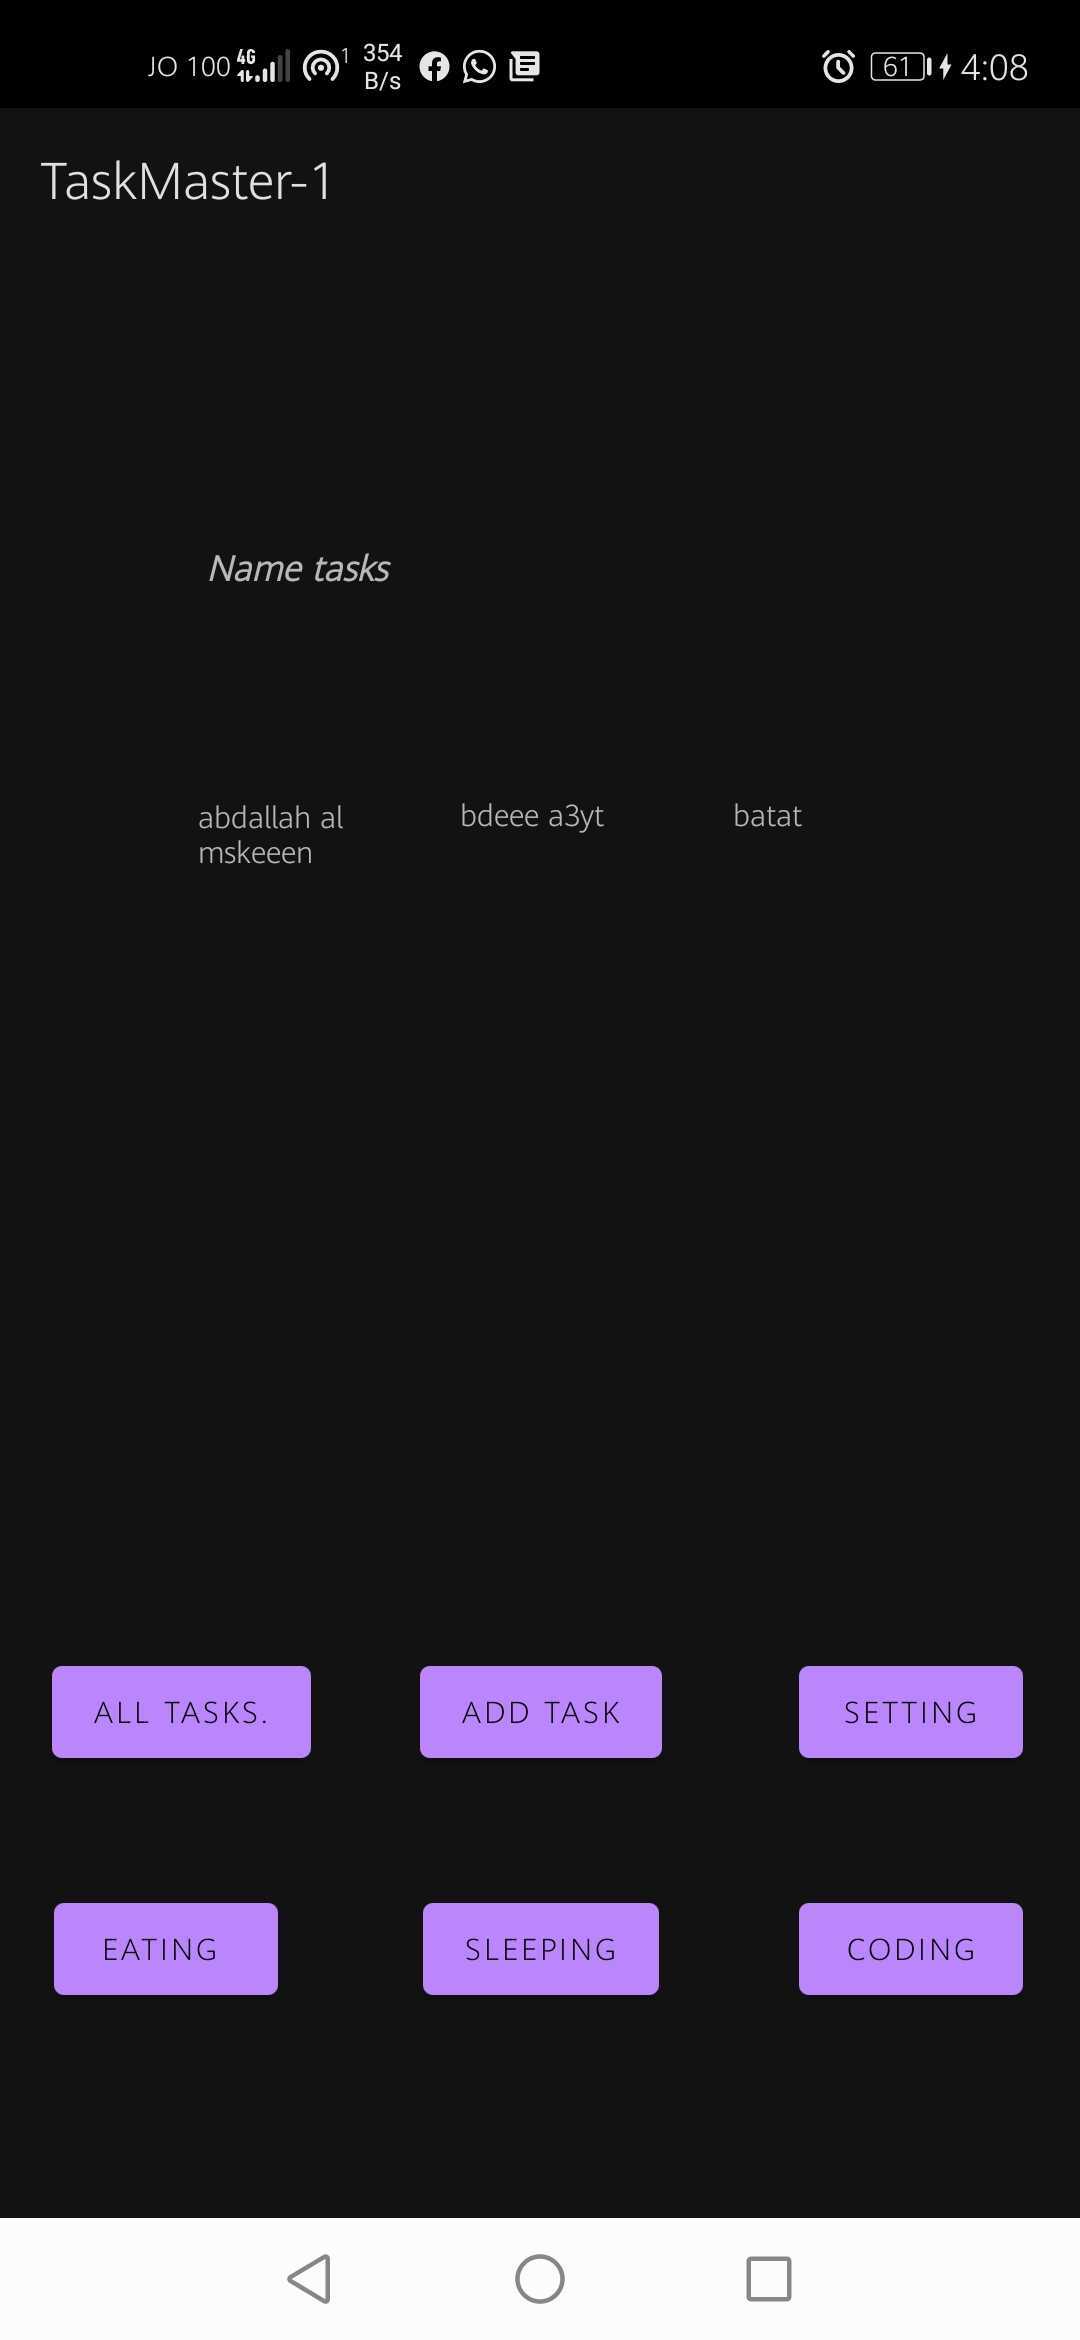 JO 100 4G 1 354 B/s 61 4:08
TaskMaster-1
Name tasks
abdallah al mskeeen
bdeee a3yt
batat
ALL TASKS.
ADD TASK
SETTING
EATING
SLEEPING
CODING